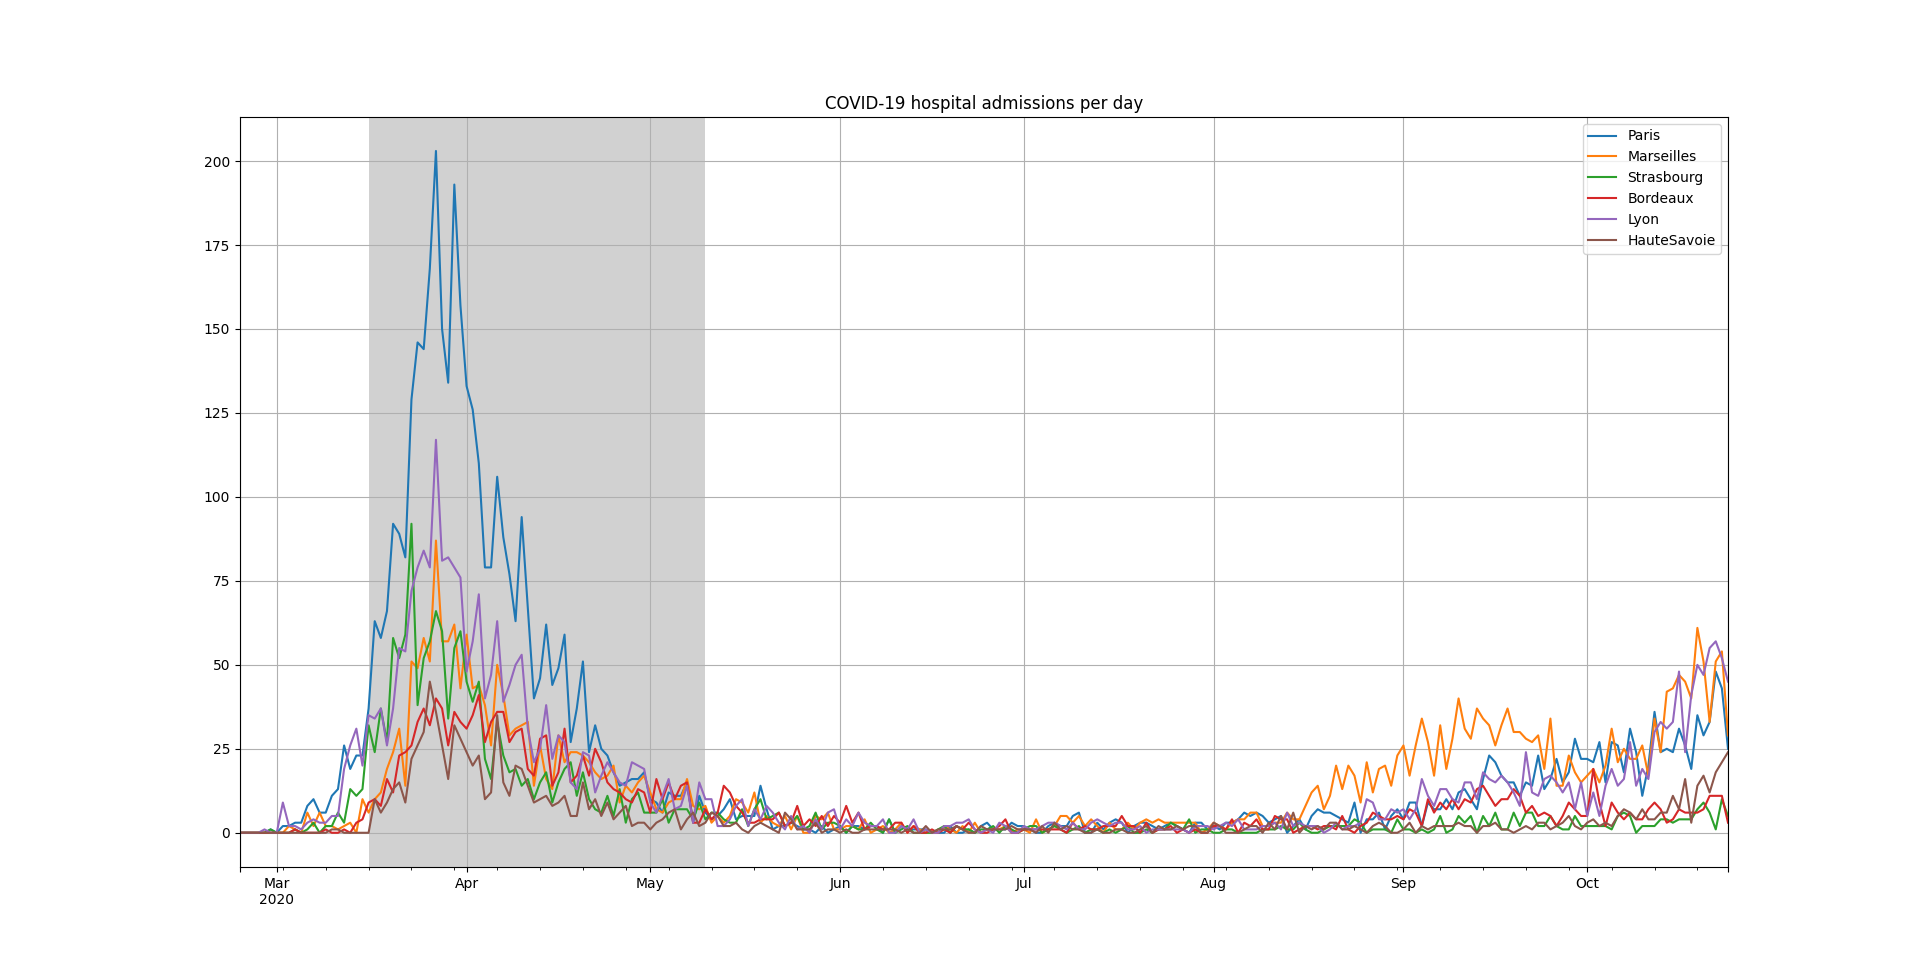 COVID-19 hospital admissions per day
200
175
150
125
100
75
50
25
0
Paris
Marseilles
Strasbourg
Bordeaux
Lyon
HauteSavoie
Mar Apr May Jun Jul Aug Sep Oct
2020